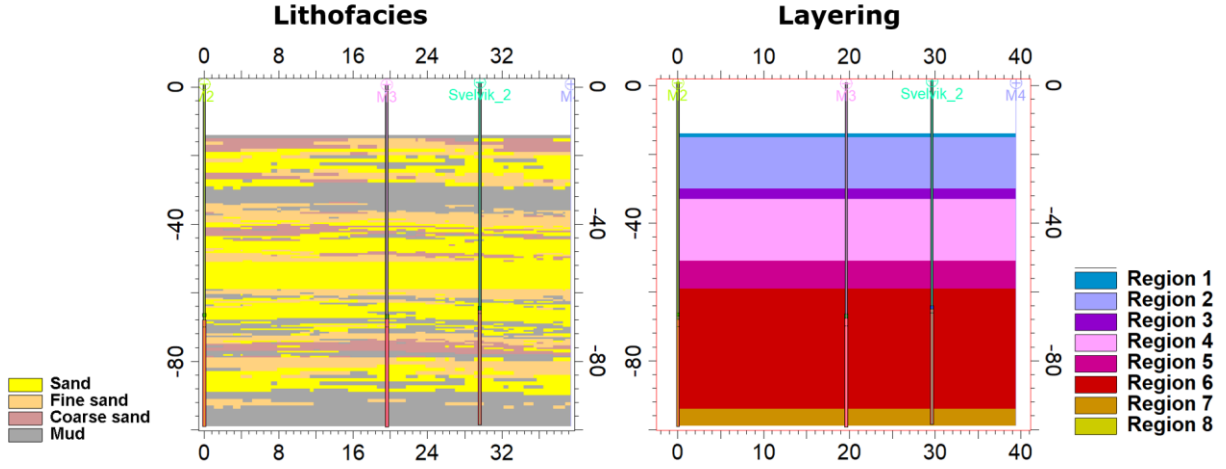 Lithofacies
Layering
0 8 16 24 32
0 10 20 30 40
0
-40
-80
0
-40
-80
0
-40
-80
0
-40
-80
M3
Svelvik_2
M2
M3
Svelvik_2
M4
Sand
Fine sand
Coarse sand
Mud
Region 1
Region 2
Region 3
Region 4
Region 5
Region 6
Region 7
Region 8
0 8 16 24 32
0 10 20 30 40